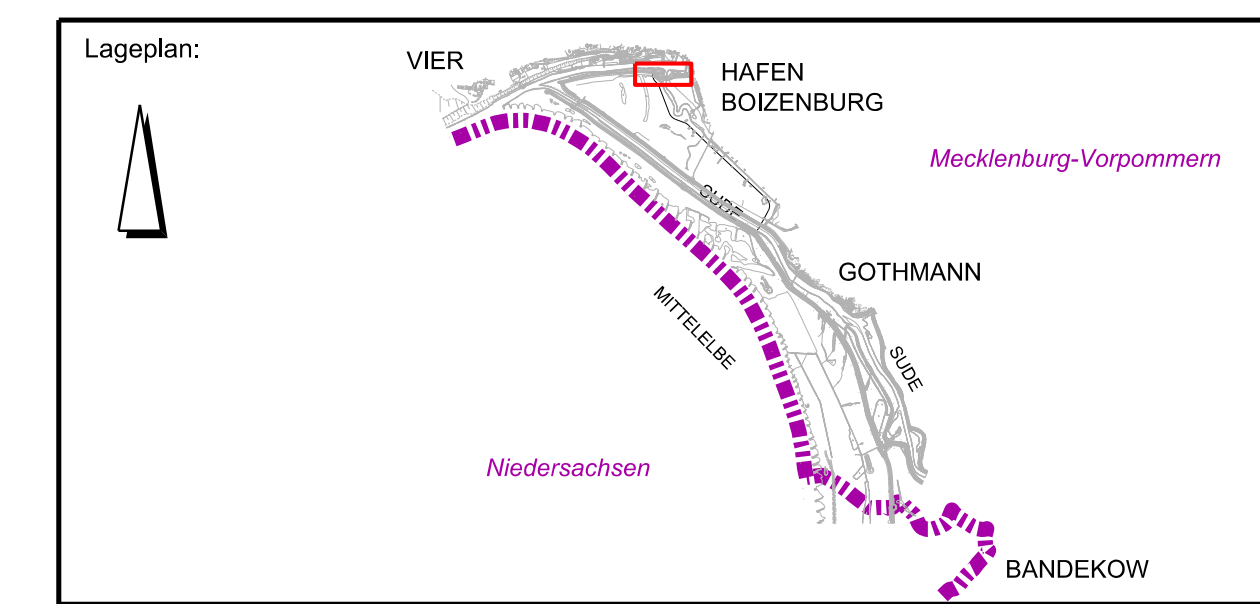 Lageplan:
VIER
HAFEN
BOIZENBURG
Mecklenburg-Vorpommern
SUDE
GOTHMANN
MITTELELBE
SUDE
Niedersachsen
BANDEKOW